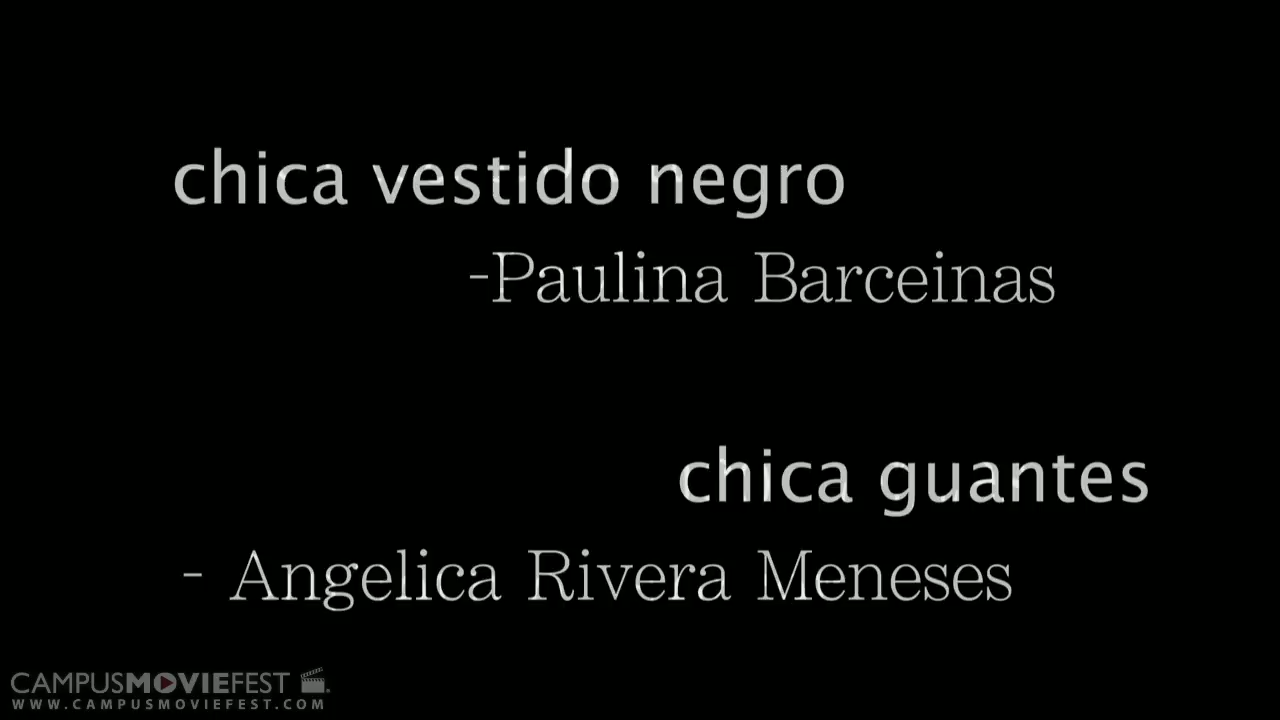 chica vestido negro
-Paulina Barceinas
chica guantes
- Angelica Rivera Meneses
CAMPUSMOVIEFEST
WWW.CAMPUSMOVIEFEST.COM